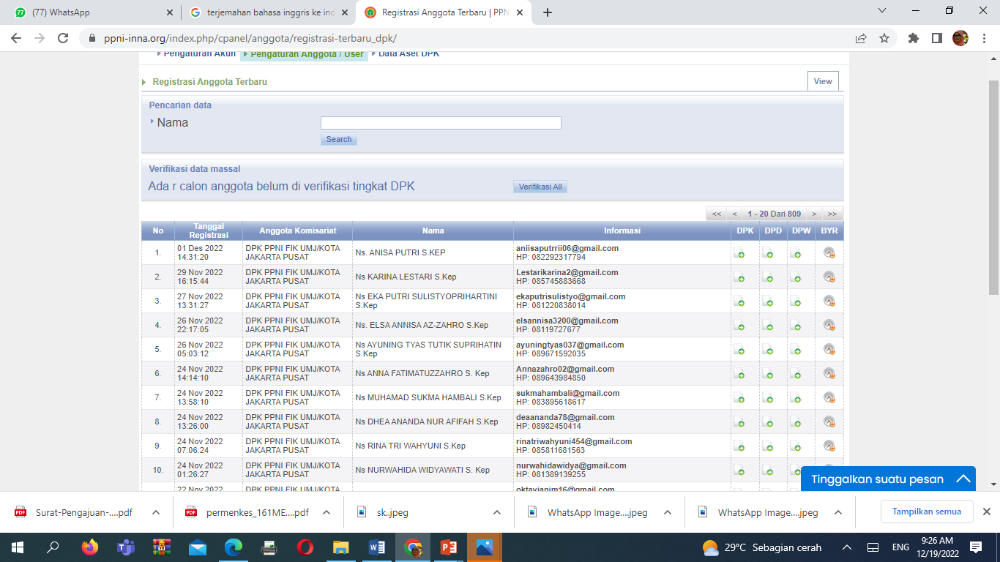 (77) WhatsApp
terjemahan bahasa inggris ke ind
Registrasi Anggota Terbaru | PPN
ppni-inna.org/index.php/cpanel/anggota/registrasi-terbaru_dpk/
Pengaturan Akun Pengaturan Anggota / User Data Aset DPK
Registrasi Anggota Terbaru
View
Pencarian data
Nama
Search
Verifikasi data massal
Ada r calon anggota belum di verifikasi tingkat DPK
Verifikasi All
<< < 1 - 20 Dari 809 > >>
No Tanggal Registrasi Anggota Komisariat Nama Informasi DPK DPD DPW BYR
1. 01 Des 2022 DPK PPNI FIK UMJ/KOTA Ns. ANISA PUTRI S.KEP aniisaputrrii06@gmail.com
14:31:20 JAKARTA PUSAT HP: 082292317794
2. 29 Nov 2022 DPK PPNI FIK UMJ/KOTA Ns KARINA LESTARI S.Kep Lestarikarina2@gmail.com
16:15:44 JAKARTA PUSAT HP: 085745883668
3. 27 Nov 2022 DPK PPNI FIK UMJ/KOTA Ns EKA PUTRI SULISTYOPRIHARTINI ekaputrisulistyo@gmail.com
13:31:27 JAKARTA PUSAT S.Kep HP: 081220838014
4. 26 Nov 2022 DPK PPNI FIK UMJ/KOTA Ns. ELSA ANNISA AZ-ZAHRO S.Kep elsannisa3200@gmail.com
22:17:05 JAKARTA PUSAT HP: 08119727677
5. 26 Nov 2022 DPK PPNI FIK UMJ/KOTA Ns AYUNING TYAS TUTIK SUPRIHATIN ayuningtyas037@gmail.com
05:03:12 JAKARTA PUSAT S.Kep HP: 089671592035
6. 24 Nov 2022 DPK PPNI FIK UMJ/KOTA Ns ANNA FATIMATUZZAHRO S. Kep Annazahro02@gmail.com
14:14:10 JAKARTA PUSAT HP: 089643984850
7. 24 Nov 2022 DPK PPNI FIK UMJ/KOTA Ns MUHAMAD SUKMA HAMBALI S.Kep sukmahambali@gmail.com
13:58:10 JAKARTA PUSAT HP: 083895618617
8. 24 Nov 2022 DPK PPNI FIK UMJ/KOTA Ns DHEA ANANDA NUR AFIFAH S.Kep deaananda78@gmail.com
13:26:00 JAKARTA PUSAT HP: 08982450414
9. 24 Nov 2022 DPK PPNI FIK UMJ/KOTA Ns RINA TRI WAHYUNI S.Kep rinatriwahyuni454@gmail.com
07:06:24 JAKARTA PUSAT HP: 085811681563
10. 24 Nov 2022 DPK PPNI FIK UMJ/KOTA Ns NURWAHIDA WIDYAWATI S. Kep nurwahidawidya@gmail.com
01:26:27 JAKARTA PUSAT HP: 081389139255
22 Nov 2022 DPK PPNI FIK UMJ/KOTA oktavianim16@gmail.com
Tinggalkan suatu pesan
Surat-Pengajuan-....pdf
permenkes_161ME....pdf
sk..jpeg
WhatsApp Image....jpeg
WhatsApp Image....jpeg
Tampilkan semua
29°C Sebagian cerah
ENG
9:26 AM
12/19/2022